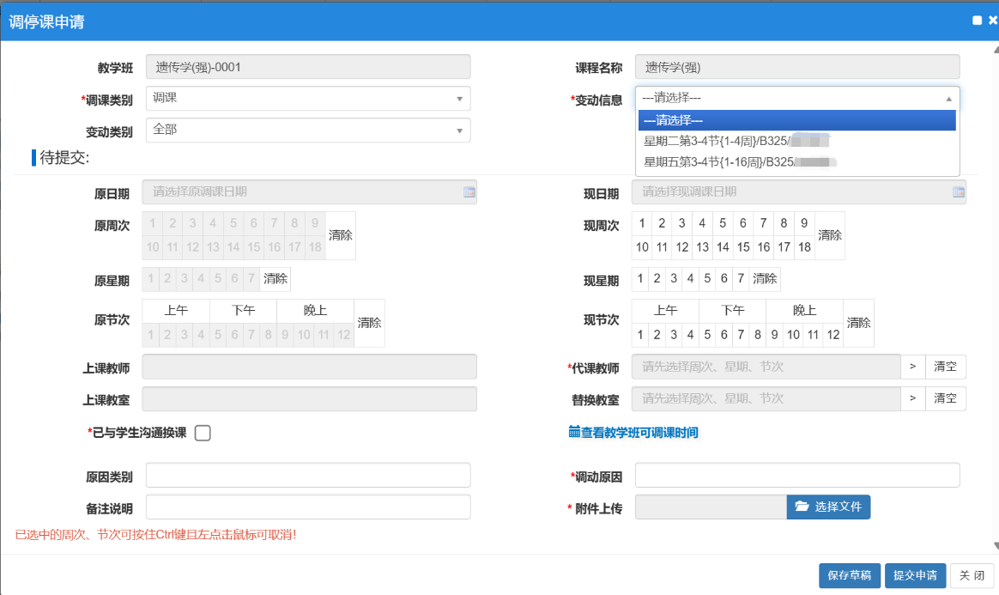 调停课申请
教学班 遗传学(强)-0001 课程名称 遗传学(强)
*调课类别 调课 *变动信息 ---请选择---
---请选择---
变动类别 全部
星期二第3-4节{1-4周}/B325/
星期五第3-4节{1-16周}/B325/
待提交:
原日期 请选择原调课日期 现日期 请选择现调课日期
原周次 1 2 3 4 5 6 7 8 9 清除 现周次 1 2 3 4 5 6 7 8 9 清除
10 11 12 13 14 15 16 17 18 10 11 12 13 14 15 16 17 18
原星期 1 2 3 4 5 6 7 清除 现星期 1 2 3 4 5 6 7 清除
原节次 上午 下午 晚上 清除 现节次 上午 下午 晚上 清除
1 2 3 4 5 6 7 8 9 10 11 12 1 2 3 4 5 6 7 8 9 10 11 12
上课教师 *代课教师 请先选择周次、星期、节次 > 清空
上课教室 替换教室 请先选择周次、星期、节次 > 清空
*已与学生沟通换课 查看教学班可调课时间
原因类别 *调动原因
备注说明 * 附件上传 选择文件
已选中的周次、节次可按住Ctrl键且左点击鼠标可取消!
保存草稿 提交申请 关 闭